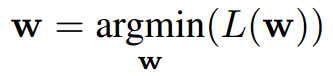 w = argmin(L(w))
w